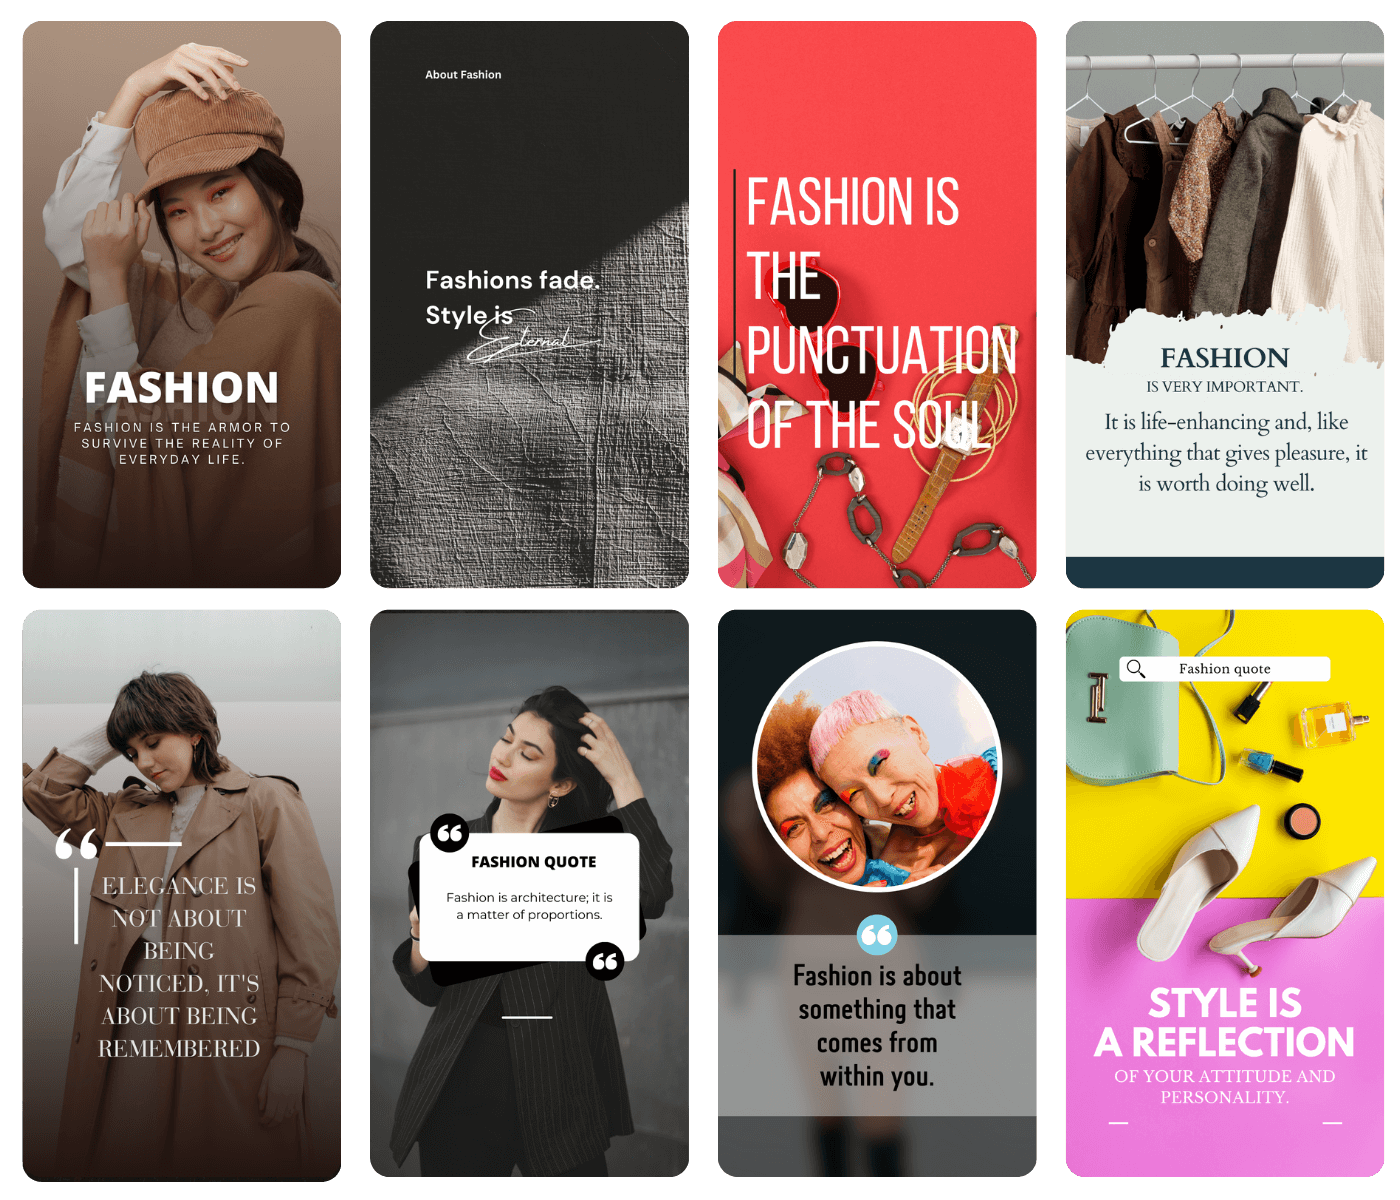 FASHION
FASHION IS THE ARMOR TO
SURVIVE THE REALITY OF
EVERYDAY LIFE.
About Fashion
Fashions fade.
Style is
Eternal
FASHION IS
THE
PUNCTUATION
OF THE SOUL
FASHION
IS VERY IMPORTANT.
It is life-enhancing and, like
everything that gives pleasure, it
is worth doing well.
ELEGANCE IS
NOT ABOUT
BEING
NOTICED, IT'S
ABOUT BEING
REMEMBERED
FASHION QUOTE
Fashion is architecture; it is
a matter of proportions.
Fashion is about
something that
comes from
within you.
Fashion quote
STYLE IS
A REFLECTION
OF YOUR ATTITUDE AND
PERSONALITY.